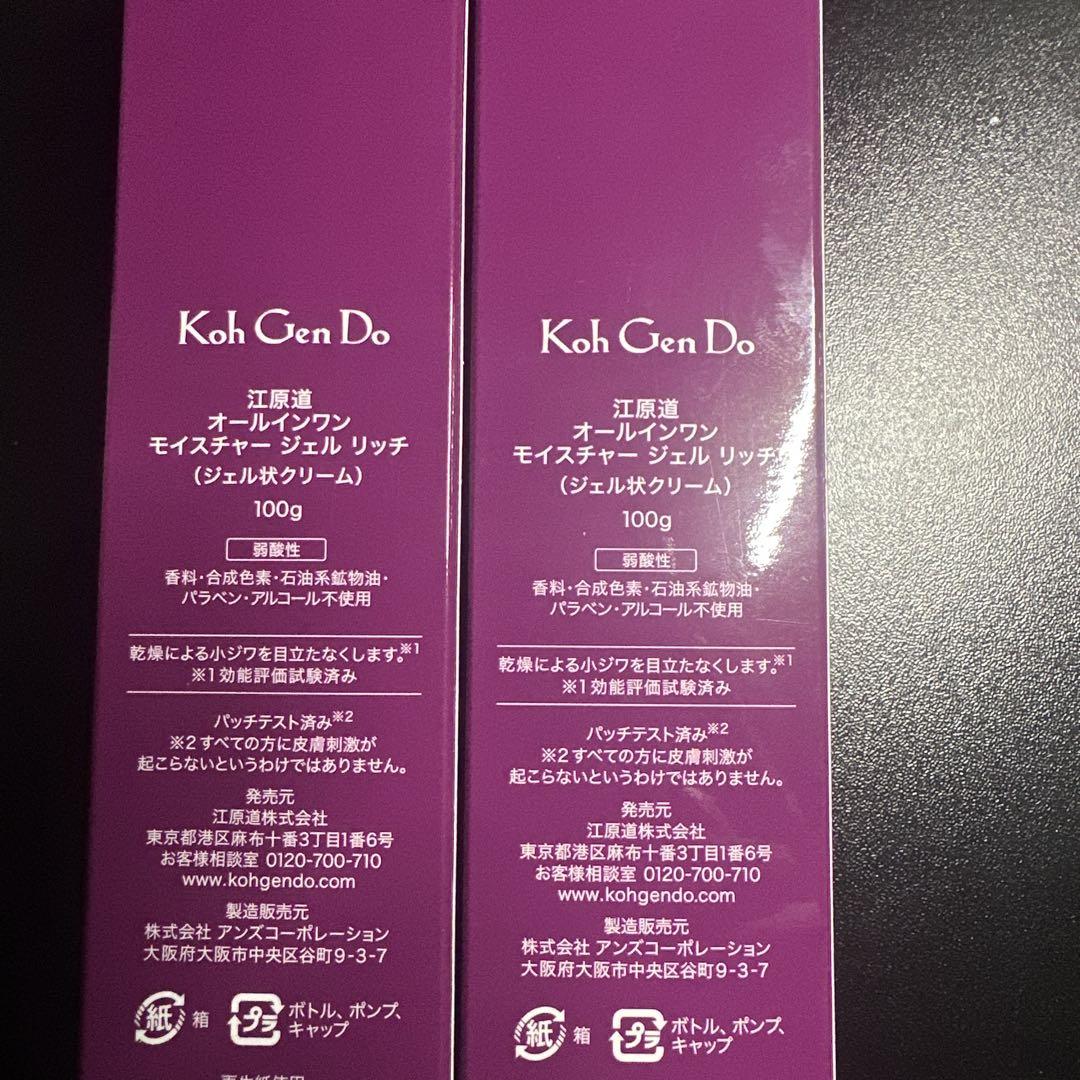 Koh Gen Do
江原道
オールインワン
モイスチャー ジェル リッチ
（ジェル状クリーム）
100g
弱酸性
香料・合成色素・石油系鉱物油・
パラベン・アルコール不使用
乾燥による小ジワを目立たなくします。※1
※1効能評価試験済み
パッチテスト済み※2
※2すべての方に皮膚刺激が
起こらないというわけではありません。
発売元
江原道株式会社
東京都港区麻布十番3丁目1番6号
お客様相談室 0120-700-710
www.kohgendo.com
製造販売元
株式会社 アンズコーポレーション
大阪府大阪市中央区谷町9-3-7
紙 箱
プラ ボトル、ポンプ、
キャップ
Koh Gen Do
江原道
オールインワン
モイスチャー ジェル リッチ
（ジェル状クリーム）
100g
弱酸性
香料・合成色素・石油系鉱物油・
パラベン・アルコール不使用
乾燥による小ジワを目立たなくします。※1
※1効能評価試験済み
パッチテスト済み※2
※2すべての方に皮膚刺激が
起こらないというわけではありません。
発売元
江原道株式会社
東京都港区麻布十番3丁目1番6号
お客様相談室 0120-700-710
www.kohgendo.com
製造販売元
株式会社 アンズコーポレーション
大阪府大阪市中央区谷町9-3-7
紙 箱
プラ ボトル、ポンプ、
キャップ